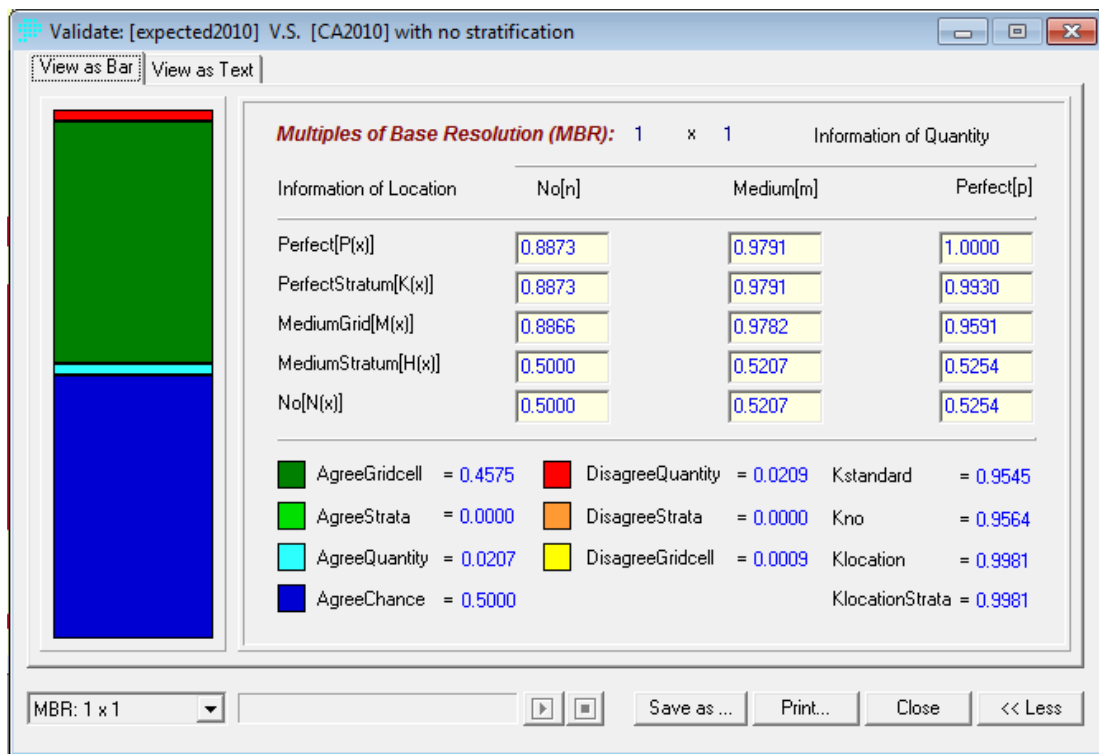 Validate: [expected2010] V.S. [CA2010] with no stratification
View as Bar View as Text
Multiples of Base Resolution (MBR): 1 x 1 Information of Quantity
Information of Location No[n] Medium[m] Perfect[p]
Perfect[P(x)] 0.8873 0.9791 1.0000
PerfectStratum[K(x)] 0.8873 0.9791 0.9930
MediumGrid[M(x)] 0.8866 0.9782 0.9591
MediumStratum[H(x)] 0.5000 0.5207 0.5254
No[N(x)] 0.5000 0.5207 0.5254
AgreeGridcell = 0.4575 DisagreeQuantity = 0.0209 Kstandard = 0.9545
AgreeStrata = 0.0000 DisagreeStrata = 0.0000 Kno = 0.9564
AgreeQuantity = 0.0207 DisagreeGridcell = 0.0009 Klocation = 0.9981
AgreeChance = 0.5000 KlocationStrata = 0.9981
MBR: 1 x 1 Save as ... Print... Close << Less